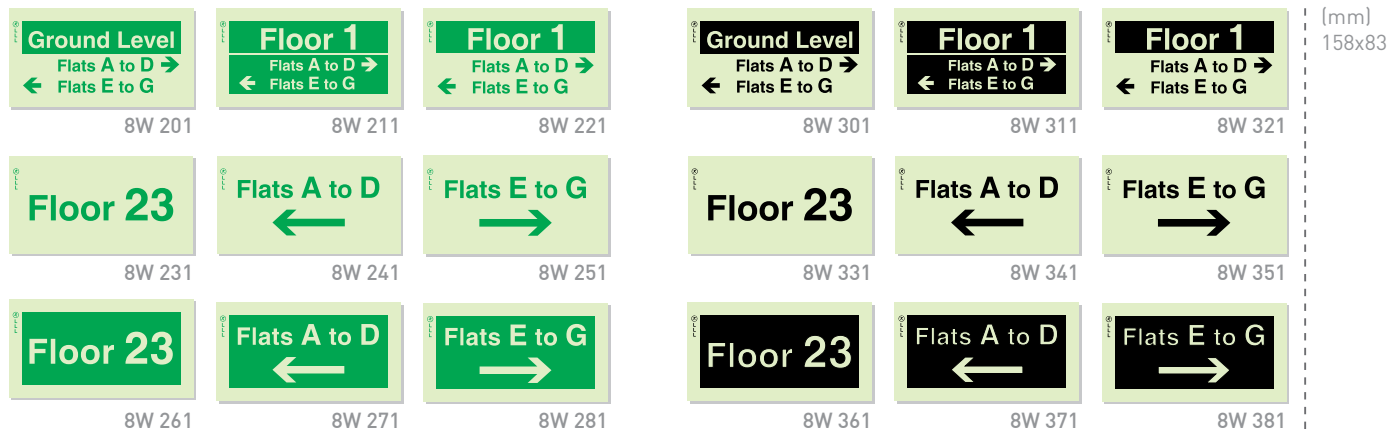 Ground Level
Flats A to D
Flats E to G
8W 201
Floor 1
Flats A to D
Flats E to G
8W 211
Floor 1
Flats A to D
Flats E to G
8W 221
Ground Level
Flats A to D
Flats E to G
8W 301
Floor 1
Flats A to D
Flats E to G
8W 311
Floor 1
Flats A to D
Flats E to G
8W 321
(mm)
158x83
Floor 23
8W 231
Flats A to D
8W 241
Flats E to G
8W 251
Floor 23
8W 331
Flats A to D
8W 341
Flats E to G
8W 351
Floor 23
8W 261
Flats A to D
8W 271
Flats E to G
8W 281
Floor 23
8W 361
Flats A to D
8W 371
Flats E to G
8W 381